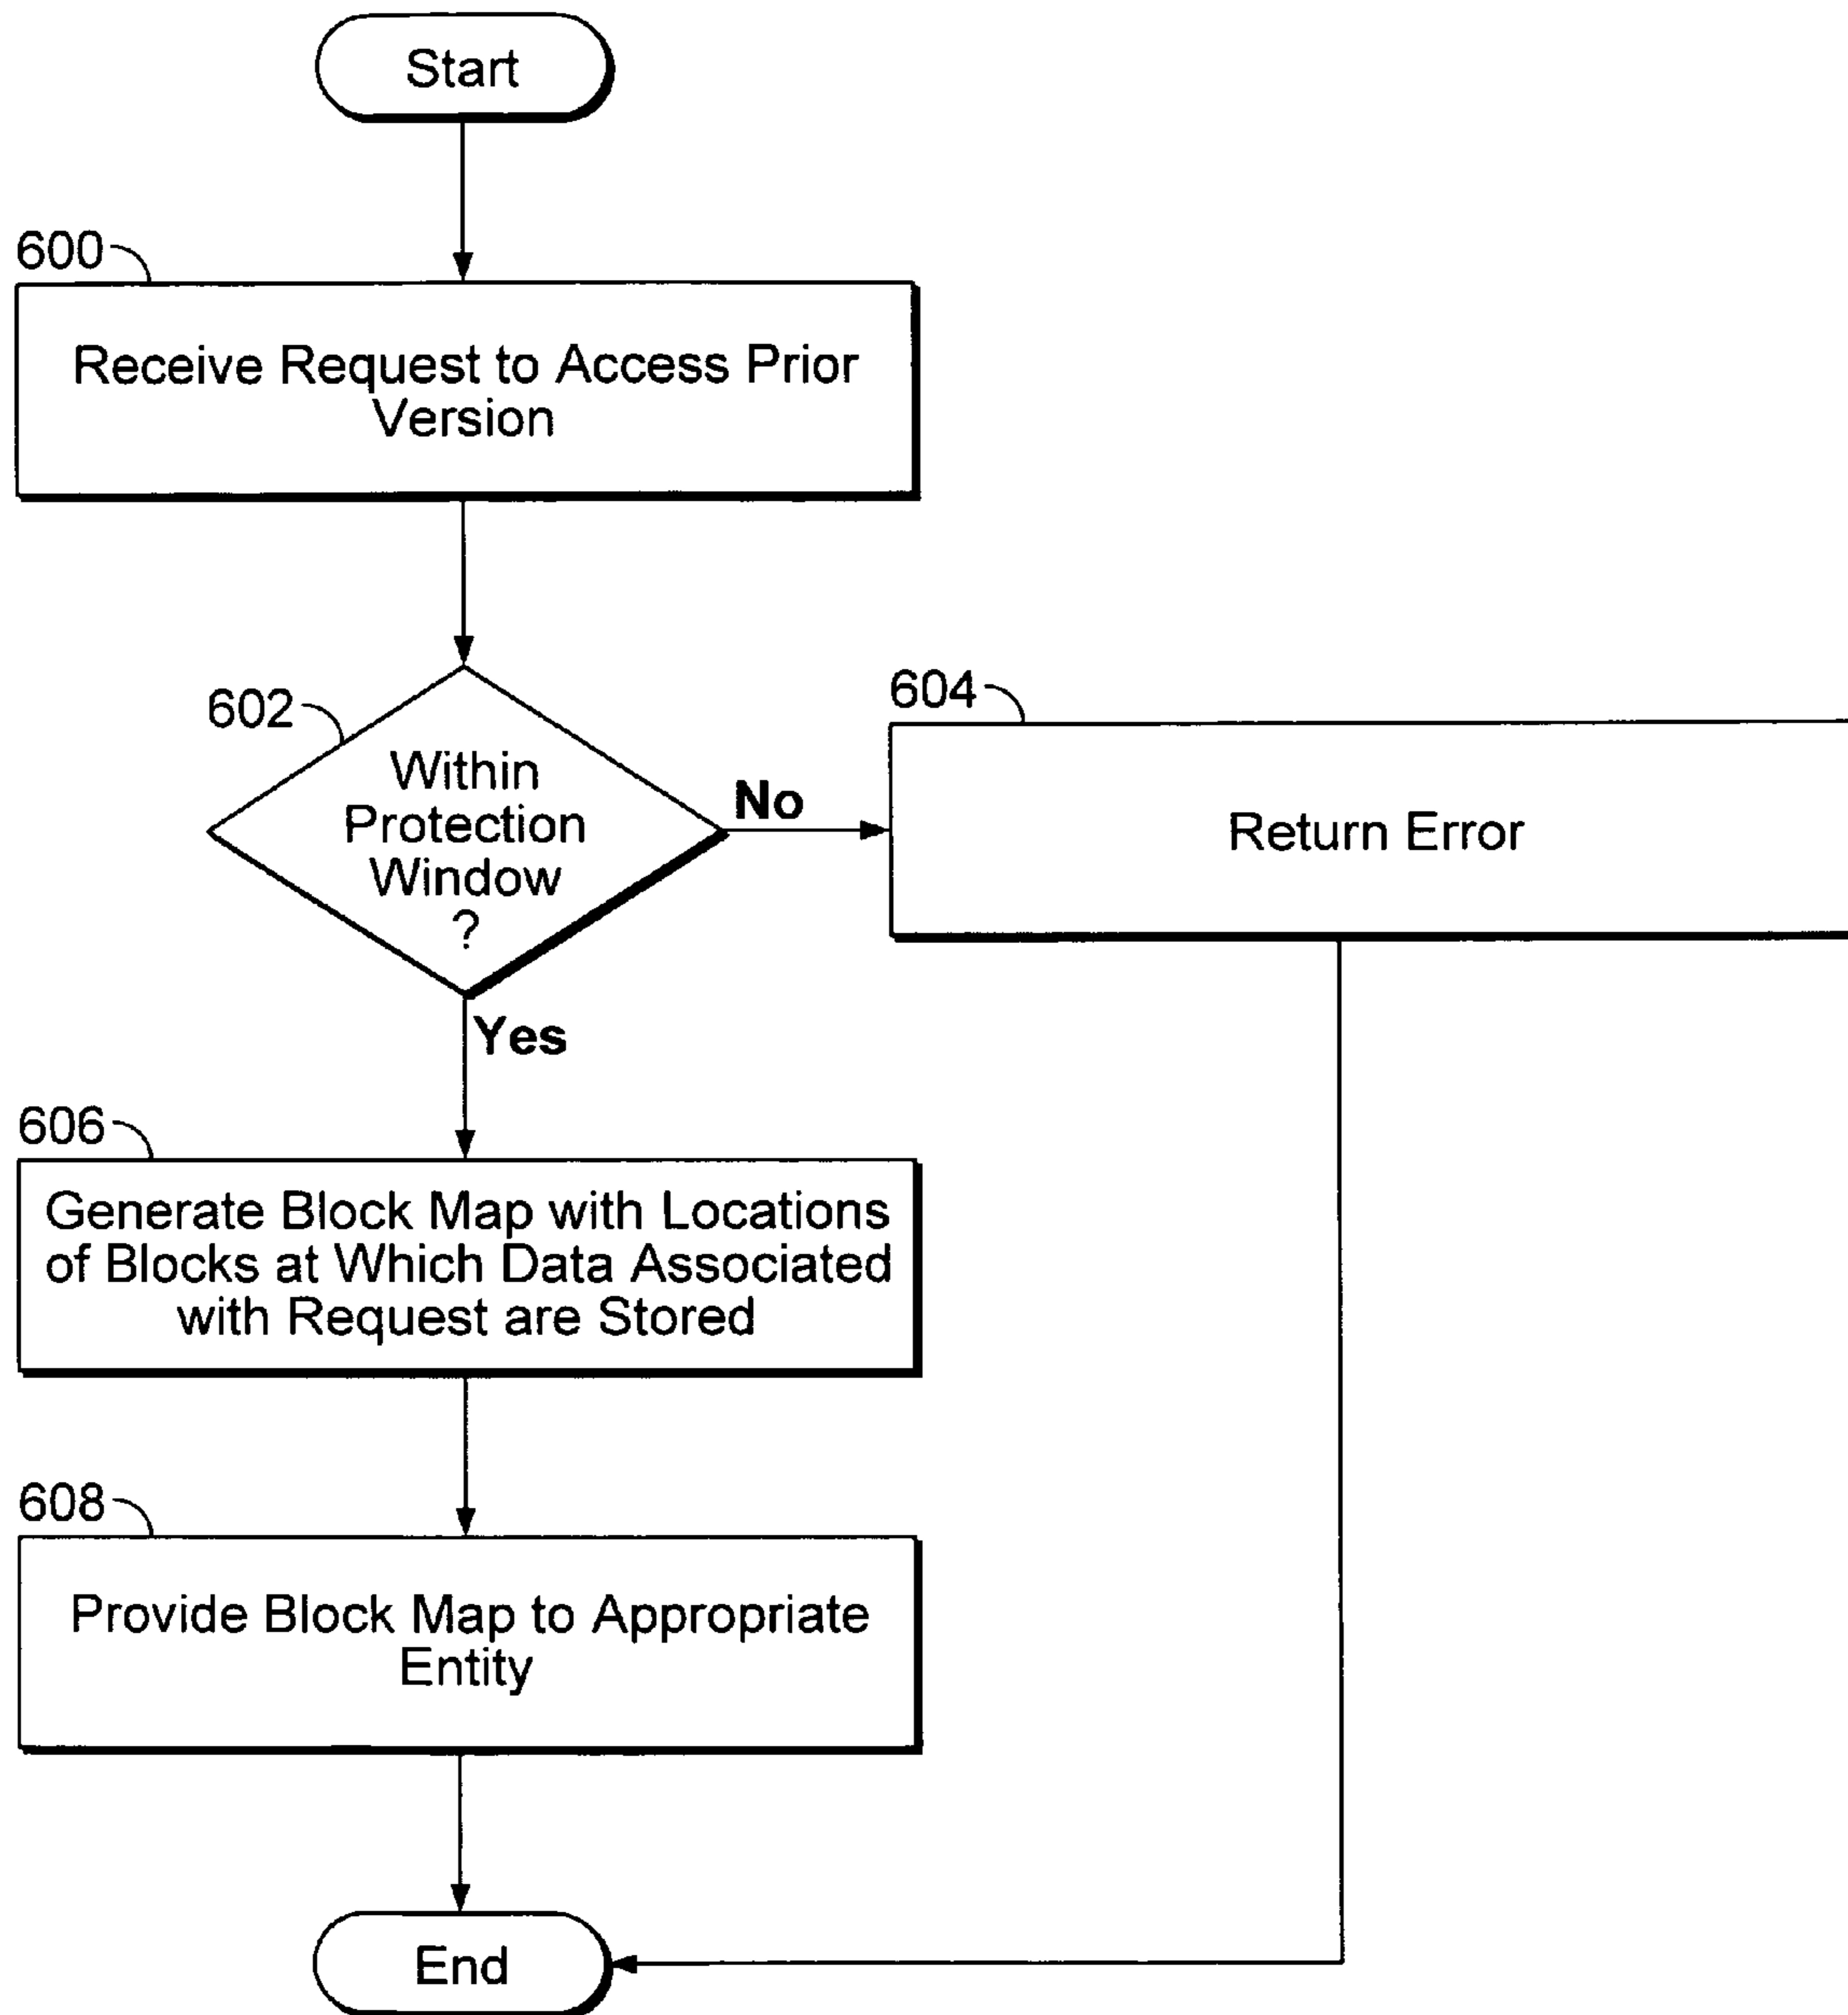 Start
600
Receive Request to Access Prior
Version
602
Within
Protection
Window
?
No
604
Return Error
Yes
606
Generate Block Map with Locations
of Blocks at Which Data Associated
with Request are Stored
608
Provide Block Map to Appropriate
Entity
End